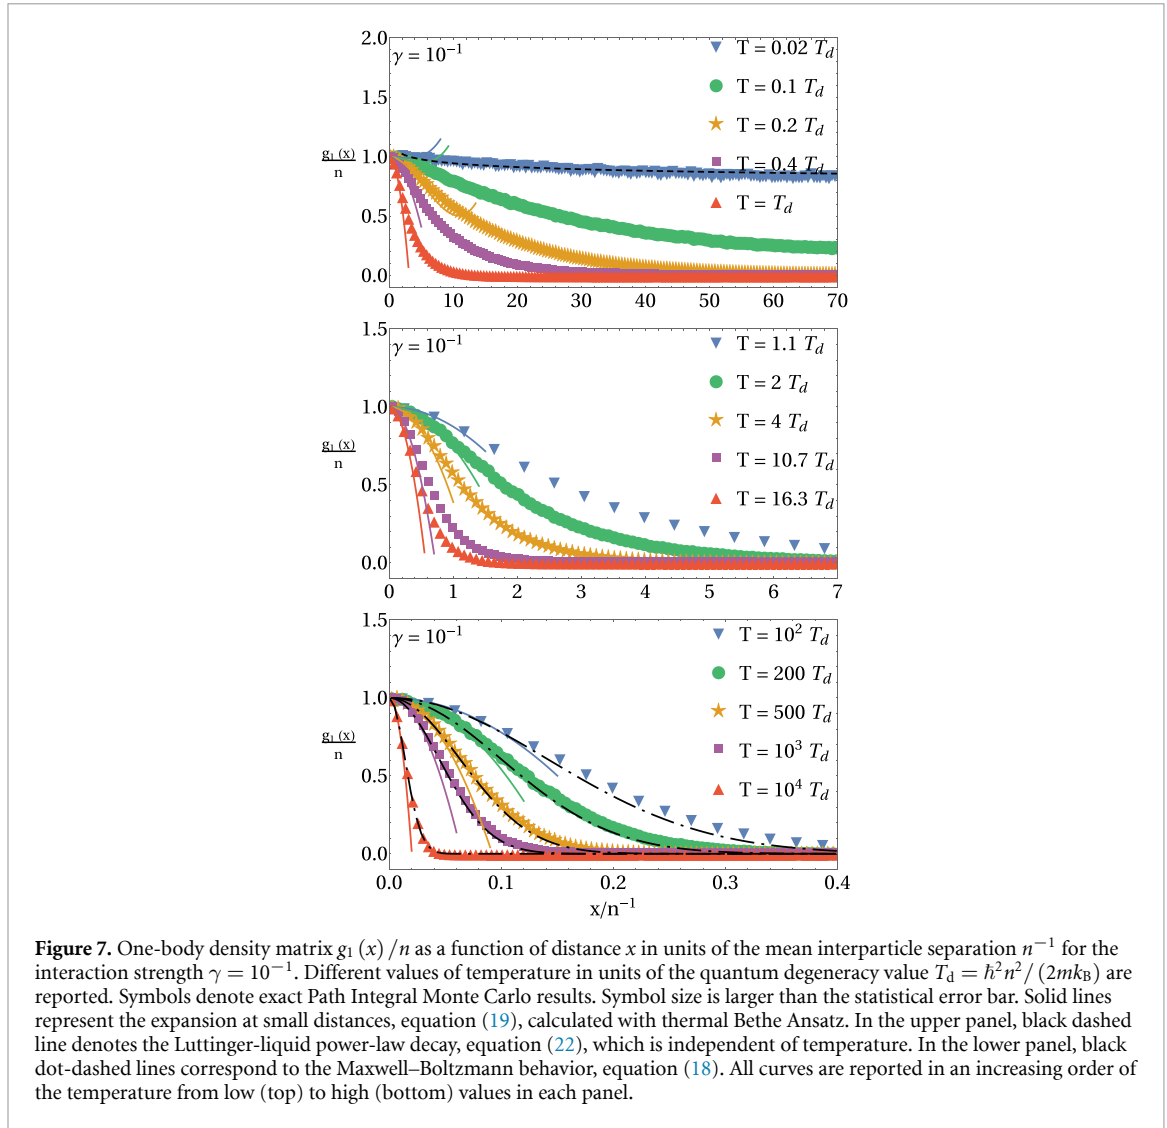 2.0
γ = 10⁻¹
T = 0.02 T_d
1.5
T = 0.1 T_d
T = 0.2 T_d
g₁(x)/n
1.0
T = 0.4 T_d
0.5
T = T_d
0.0
0 10 20 30 40 50 60 70
1.5
γ = 10⁻¹
T = 1.1 T_d
T = 2 T_d
1.0
T = 4 T_d
g₁(x)/n
T = 10.7 T_d
0.5
T = 16.3 T_d
0.0
0 1 2 3 4 5 6 7
1.5
γ = 10⁻¹
T = 10² T_d
T = 200 T_d
1.0
T = 500 T_d
g₁(x)/n
T = 10³ T_d
0.5
T = 10⁴ T_d
0.0
0.0 0.1 0.2 0.3 0.4
x/n⁻¹
Figure 7. One-body density matrix g₁ (x) /n as a function of distance x in units of the mean interparticle separation n⁻¹ for the
interaction strength γ = 10⁻¹. Different values of temperature in units of the quantum degeneracy value T_d = ℏ²n²/ (2mk_B) are
reported. Symbols denote exact Path Integral Monte Carlo results. Symbol size is larger than the statistical error bar. Solid lines
represent the expansion at small distances, equation (19), calculated with thermal Bethe Ansatz. In the upper panel, black dashed
line denotes the Luttinger-liquid power-law decay, equation (22), which is independent of temperature. In the lower panel, black
dot-dashed lines correspond to the Maxwell–Boltzmann behavior, equation (18). All curves are reported in an increasing order of
the temperature from low (top) to high (bottom) values in each panel.